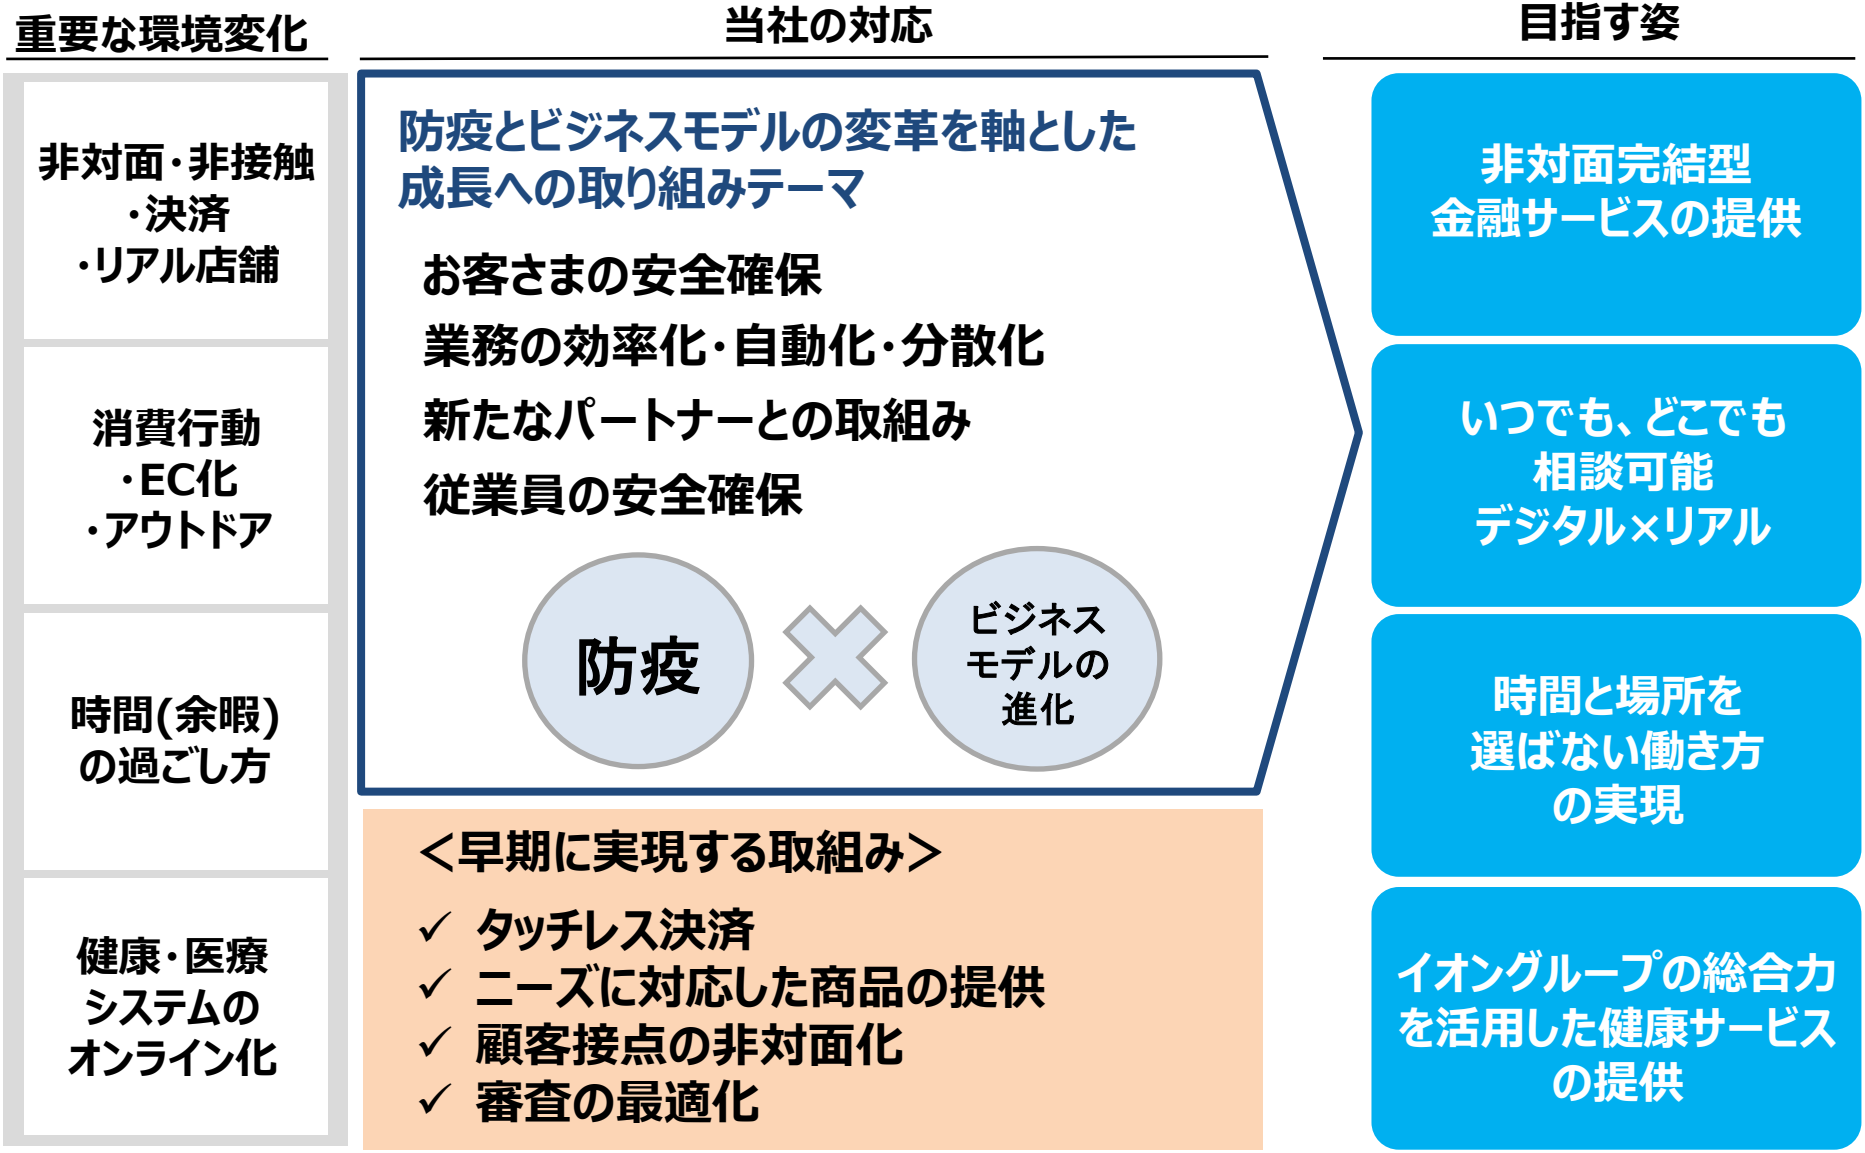 重要な環境変化
非対面・非接触
・決済
・リアル店舗
消費行動
・EC化
・アウトドア
時間(余暇)
の過ごし方
健康・医療
システムの
オンライン化
当社の対応
防疫とビジネスモデルの変革を軸とした
成長への取り組みテーマ
お客さまの安全確保
業務の効率化・自動化・分散化
新たなパートナーとの取組み
従業員の安全確保
防疫
ビジネス
モデルの
進化
＜早期に実現する取組み＞
✓ タッチレス決済
✓ ニーズに対応した商品の提供
✓ 顧客接点の非対面化
✓ 審査の最適化
目指す姿
非対面完結型
金融サービスの提供
いつでも、どこでも
相談可能
デジタル×リアル
時間と場所を
選ばない働き方
の実現
イオングループの総合力
を活用した健康サービス
の提供